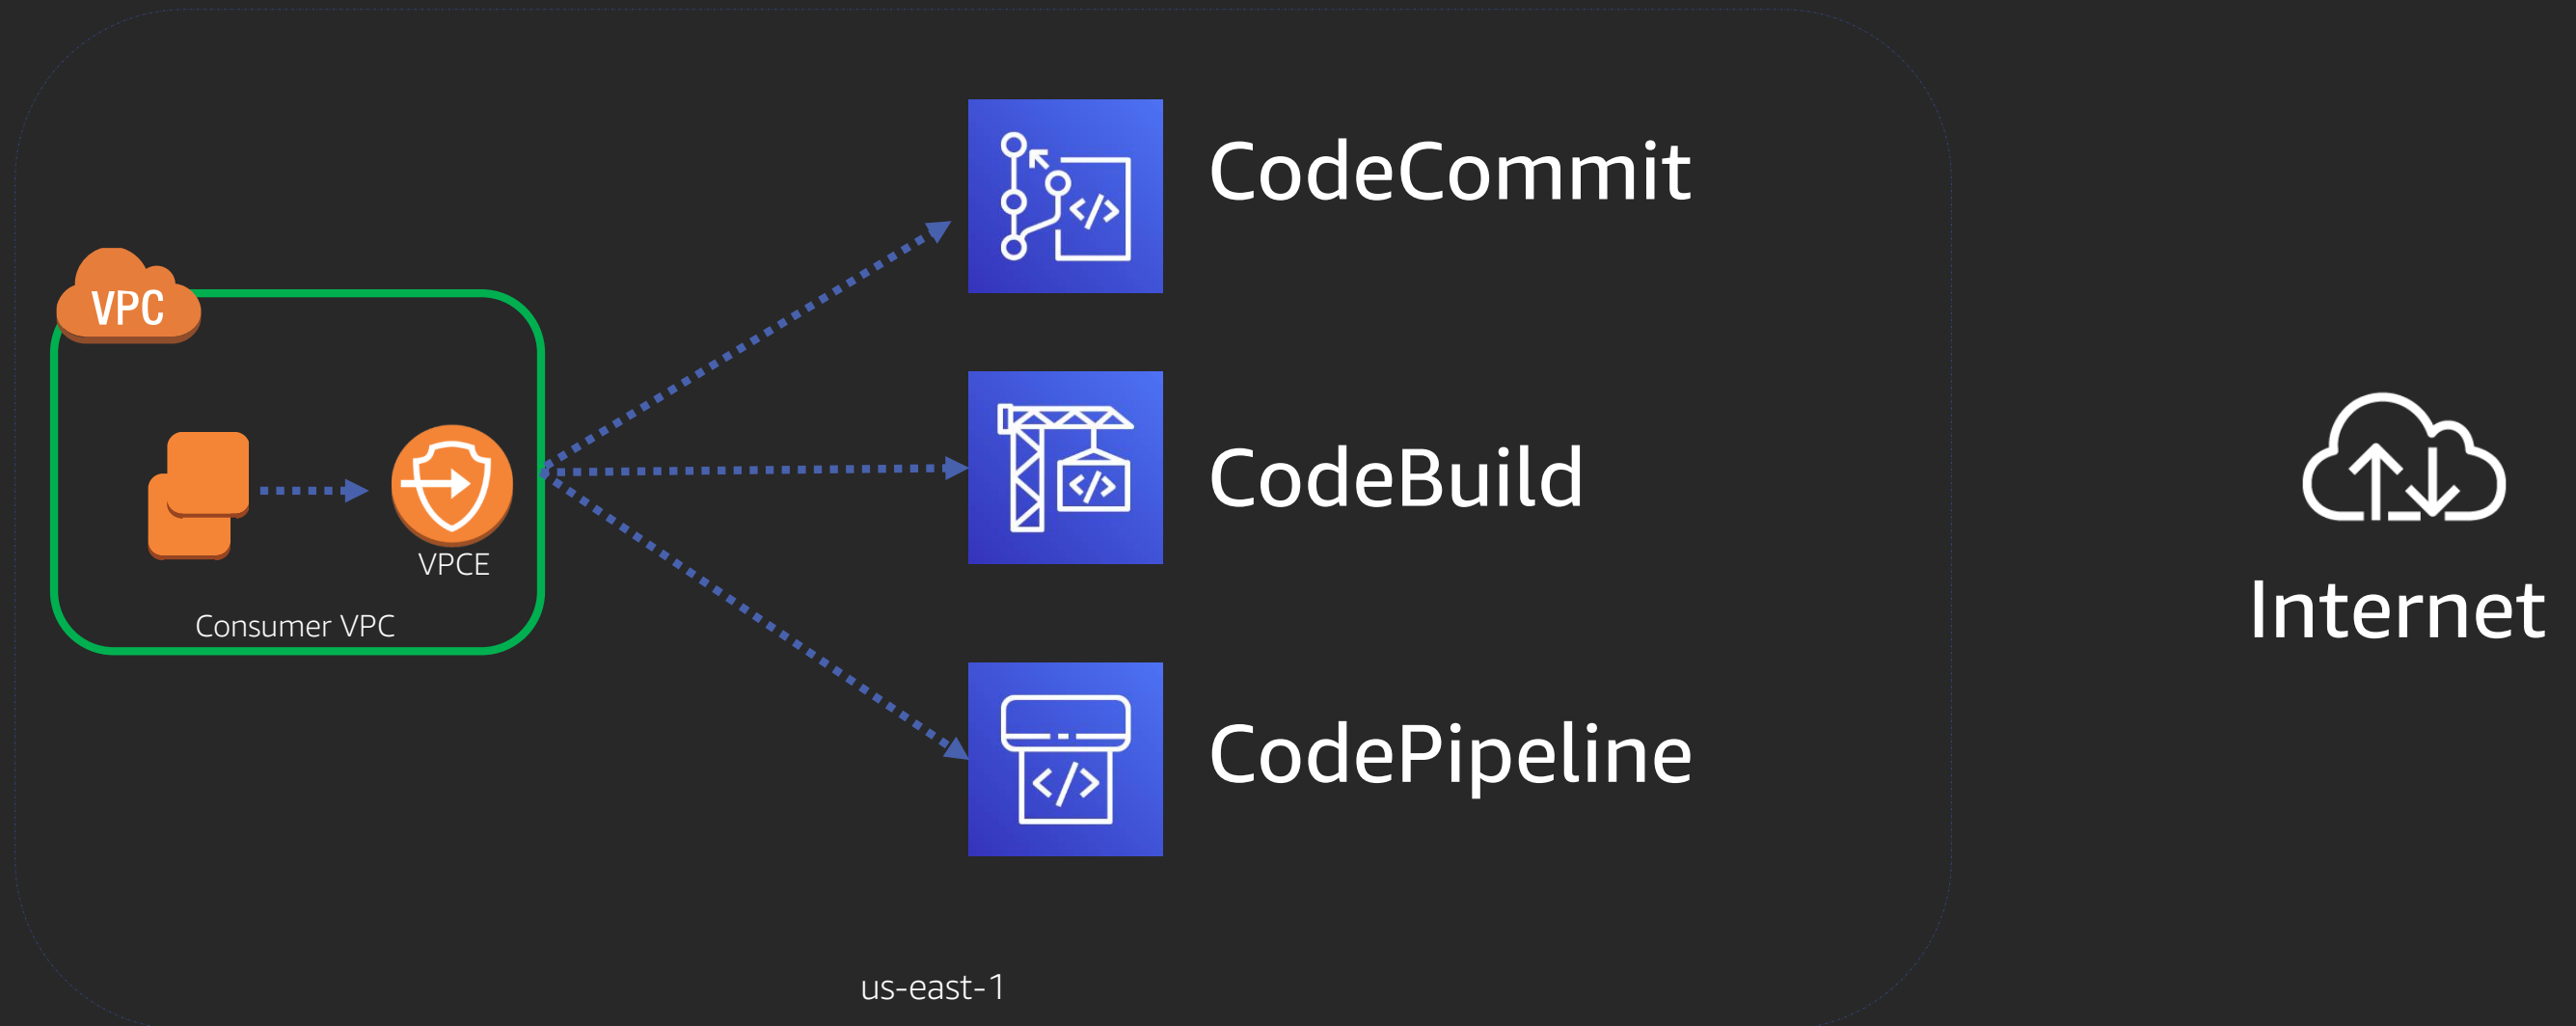 CodeCommit
VPC
CodeBuild
VPCE
Internet
Consumer VPC
CodePipeline
us-east-1